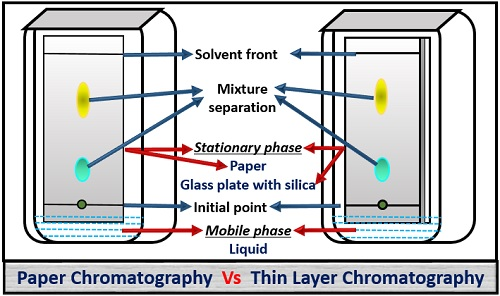 Solvent front
Mixture
separation
Stationary phase
Paper
Glass plate with silica
Initial point
Mobile phase
Liquid
Paper Chromatography Vs Thin Layer Chromatography